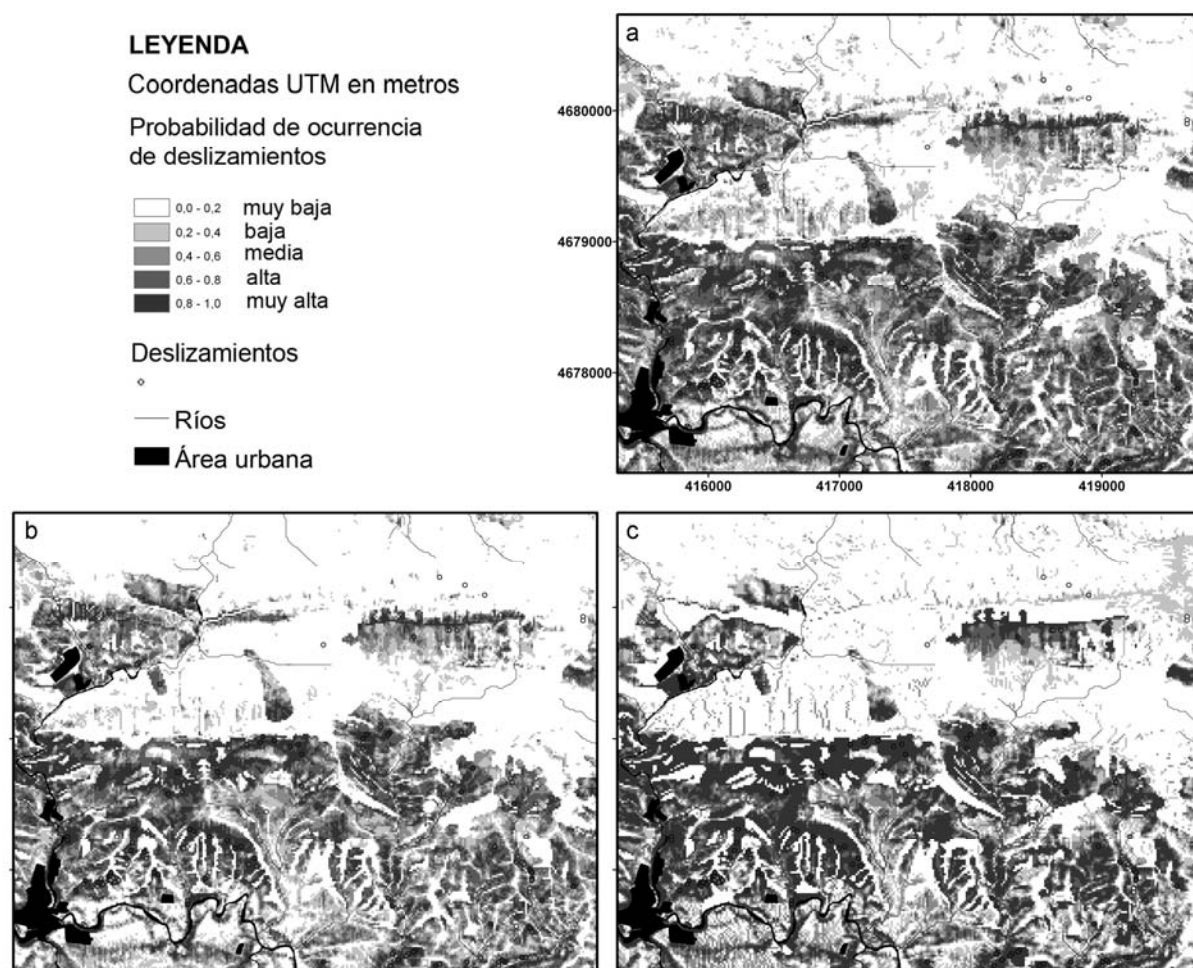 LEYENDA
Coordenadas UTM en metros
Probabilidad de ocurrencia
de deslizamientos
0,0 - 0,2 muy baja
0,2 - 0,4 baja
0,4 - 0,6 media
0,6 - 0,8 alta
0,8 - 1,0 muy alta
Deslizamientos
Ríos
Área urbana
a
4680000
4679000
4678000
416000 417000 418000 419000
b
c